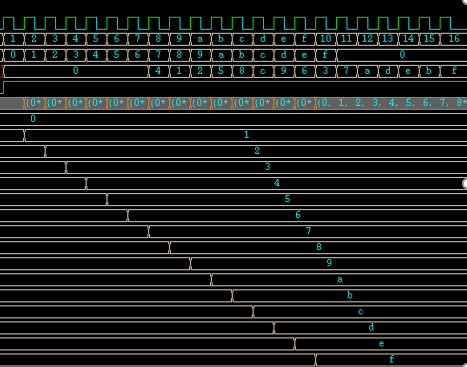 1 2 3 4 5 6 7 8 9 a b c d e f 10 11 12 13 14 15 16
0 1 2 3 4 5 6 7 8 9 a b c d e f 0
0 4 1 2 5 8 c 9 6 3 7 a d e b f
(0* (0* (0* (0* (0* (0* (0* (0* (0* (0* (0* (0* (0* (0* (0, 1, 2, 3, 4, 5, 6, 7, 8*
0
1
2
3
4
5
6
7
8
9
a
b
c
d
e
f